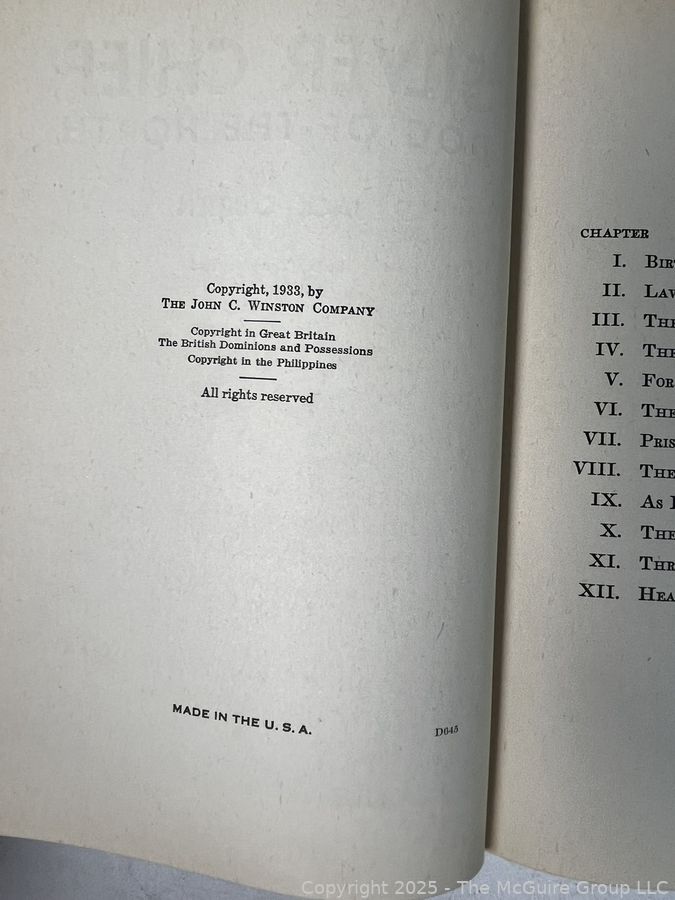 Copyright, 1933, by
THE JOHN C. WINSTON COMPANY
Copyright in Great Britain
The British Dominions and Possessions
Copyright in the Philippines
All rights reserved
MADE IN THE U. S. A.
D645
CHAPTER
I.
II.
III.
IV.
V.
VI.
VII.
VIII.
IX. AS
X.
XI.
XII.
Copyright 2025 - The McGuire Group LLC